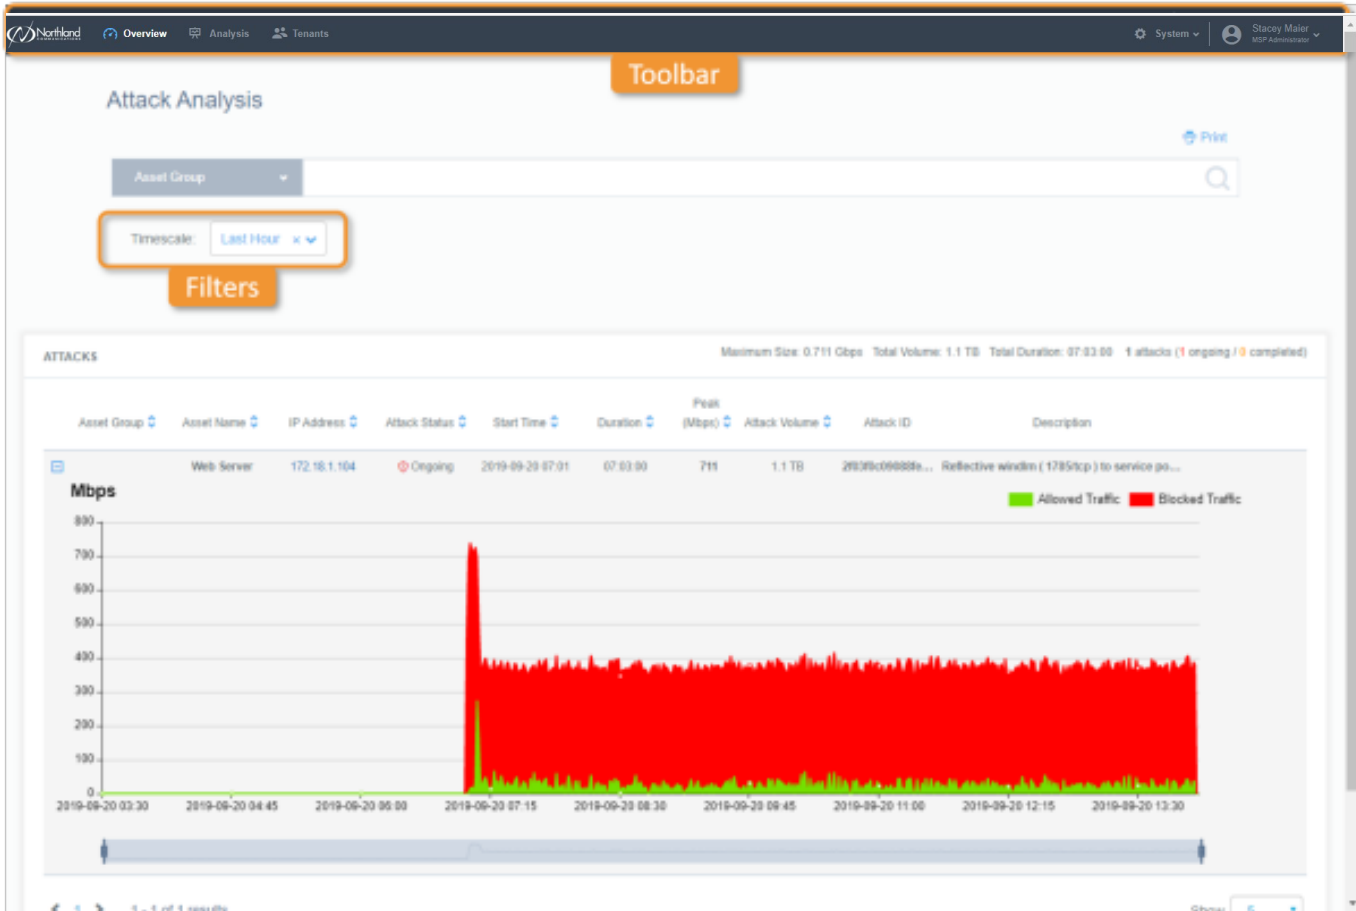 Northland
COMMUNICATIONS
Overview
Analysis
Tenants
System
Stacey Maier
MSP Administrator
Toolbar
Attack Analysis
Print
Asset Group
Timescale: Last Hour
Filters
ATTACKS
Maximum Size: 0.711 Gbps Total Volume: 1.1 TB Total Duration: 07:03:00 1 attacks (1 ongoing / 0 completed)
Asset Group Asset Name IP Address Attack Status Start Time Duration Peak (Mbps) Attack Volume Attack ID Description
Web Server 172.18.1.104 Ongoing 2019-09-20 07:01 07:03:00 711 1.1 TB Reflective windlm ( 1785/tcp ) to service po...
Mbps
Allowed Traffic Blocked Traffic
800
700
600
500
400
300
200
100
0
2019-09-20 03:30 2019-09-20 04:45 2019-09-20 06:00 2019-09-20 07:15 2019-09-20 08:30 2019-09-20 09:45 2019-09-20 11:00 2019-09-20 12:15 2019-09-20 13:30
1 1 - 1 of 1 results
Show 5